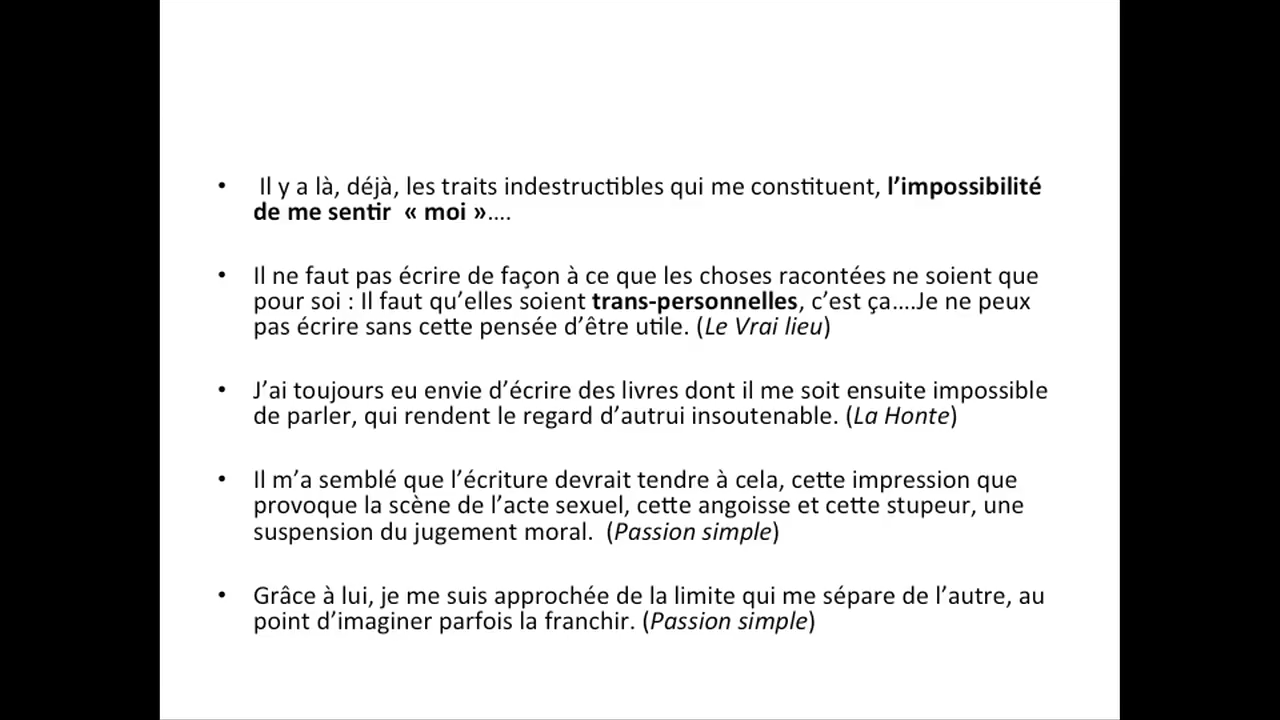 • Il y a là, déjà, les traits indestructibles qui me constituent, l’impossibilité
de me sentir « moi »….
• Il ne faut pas écrire de façon à ce que les choses racontées ne soient que
pour soi : Il faut qu’elles soient trans-personnelles, c’est ça….Je ne peux
pas écrire sans cette pensée d’être utile. (Le Vrai lieu)
• J’ai toujours eu envie d’écrire des livres dont il me soit ensuite impossible
de parler, qui rendent le regard d’autrui insoutenable. (La Honte)
• Il m’a semblé que l’écriture devrait tendre à cela, cette impression que
provoque la scène de l’acte sexuel, cette angoisse et cette stupeur, une
suspension du jugement moral. (Passion simple)
• Grâce à lui, je me suis approchée de la limite qui me sépare de l’autre, au
point d’imaginer parfois la franchir. (Passion simple)